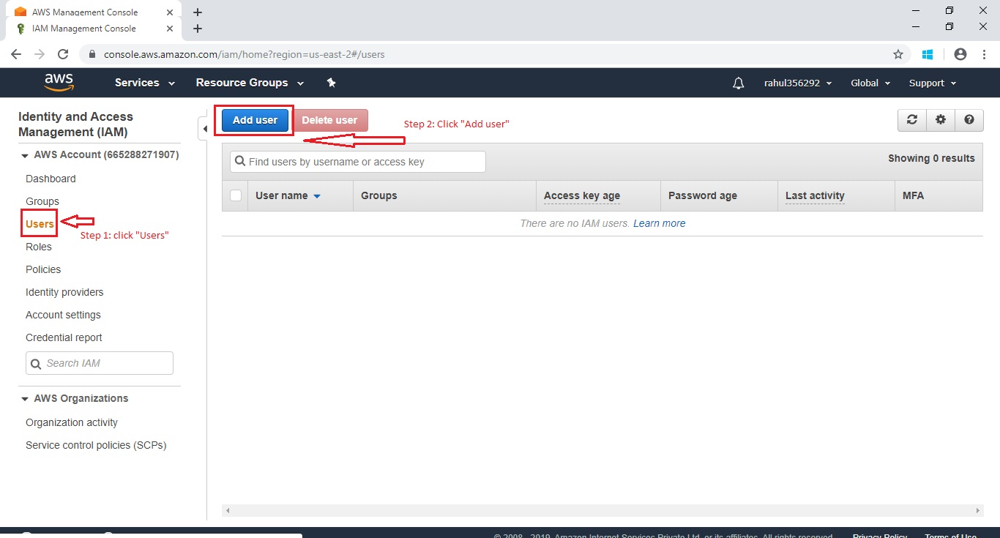 AWS Management Console
IAM Management Console
console.aws.amazon.com/iam/home?region=us-east-2#/users
aws
Services
Resource Groups
rahul356292
Global
Support
Identity and Access
Management (IAM)
AWS Account (665288271907)
Dashboard
Groups
Users
Step 1: click "Users"
Roles
Policies
Identity providers
Account settings
Credential report
Search IAM
AWS Organizations
Organization activity
Service control policies (SCPs)
Add user
Delete user
Step 2: Click "Add user"
Find users by username or access key
Showing 0 results
User name
Groups
Access key age
Password age
Last activity
MFA
There are no IAM users. Learn more
© 2008 - 2019, Amazon Internet Services Private Ltd. or its affiliates. All rights reserved.
Privacy Policy
Terms of Use